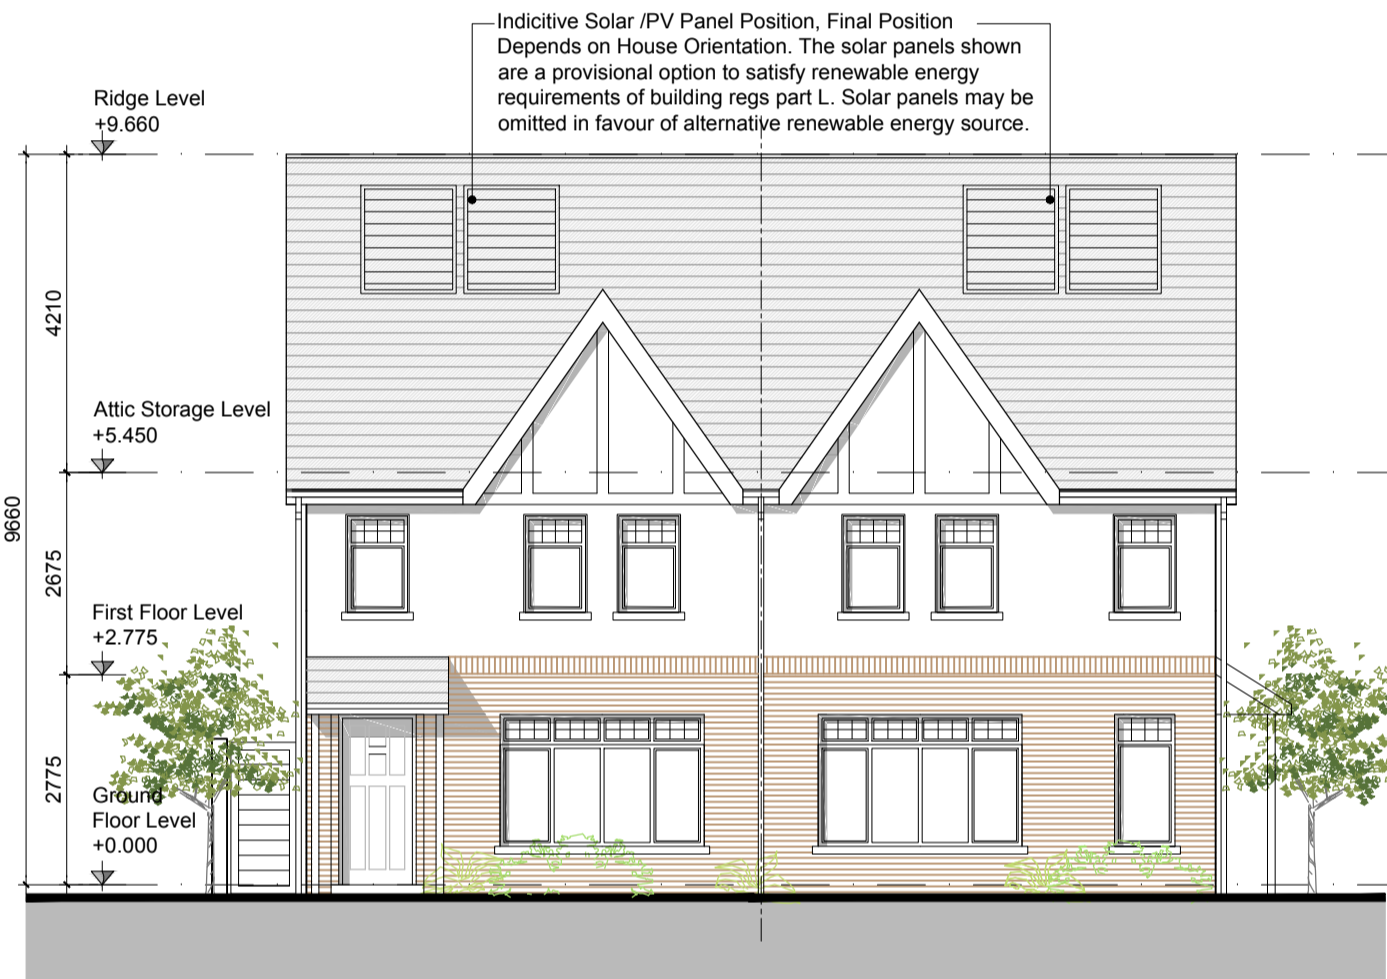 Indicitive Solar /PV Panel Position, Final Position
Depends on House Orientation. The solar panels shown
are a provisional option to satisfy renewable energy
requirements of building regs part L. Solar panels may be
omitted in favour of alternative renewable energy source.
Ridge Level
+9.660
4210
Attic Storage Level
+5.450
9660
2675
First Floor Level
+2.775
2775
Ground
Floor Level
+0.000